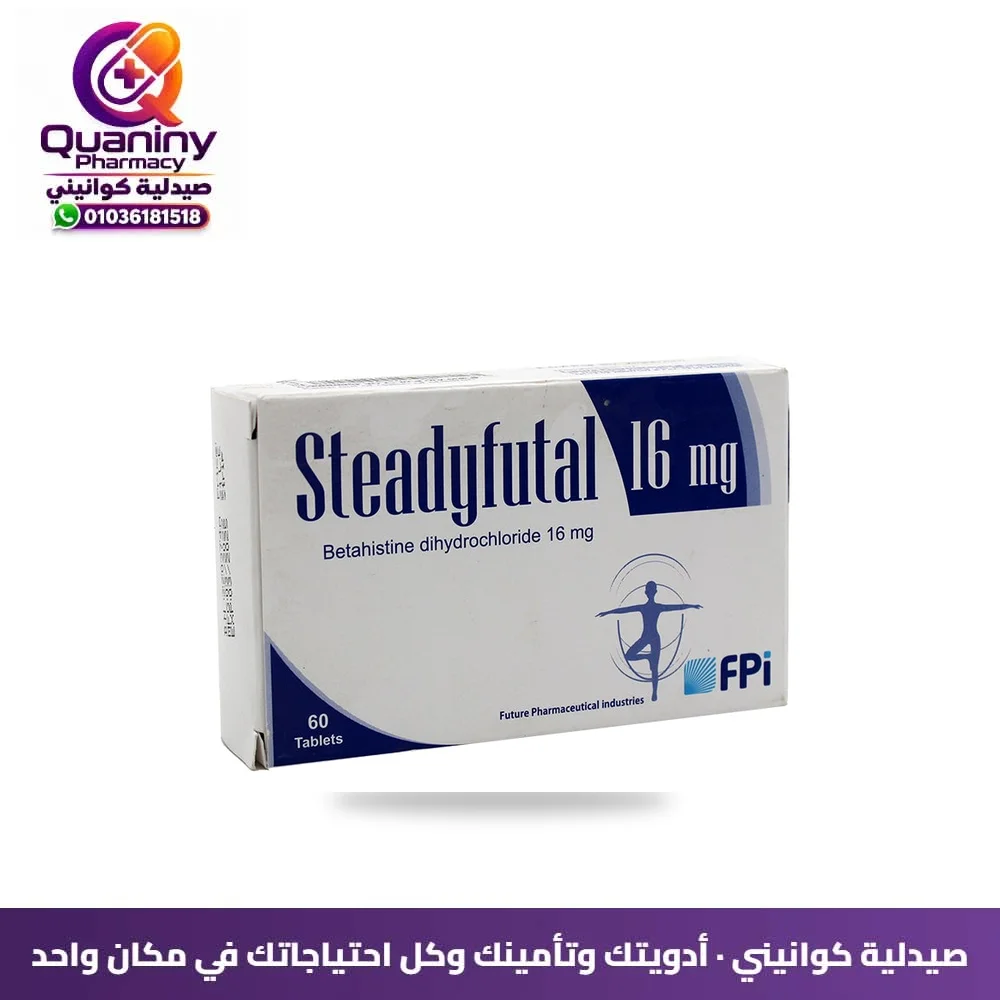 Quaniny
Pharmacy
صيدلية كوانيني
01036181518
Steadyfutal 16 mg
Betahistine dihydrochloride 16 mg
FPi
Future Pharmaceutical industries
60
Tablets
صيدلية كوانيني • أدويتك وتأمينك وكل احتياجاتك في مكان واحد